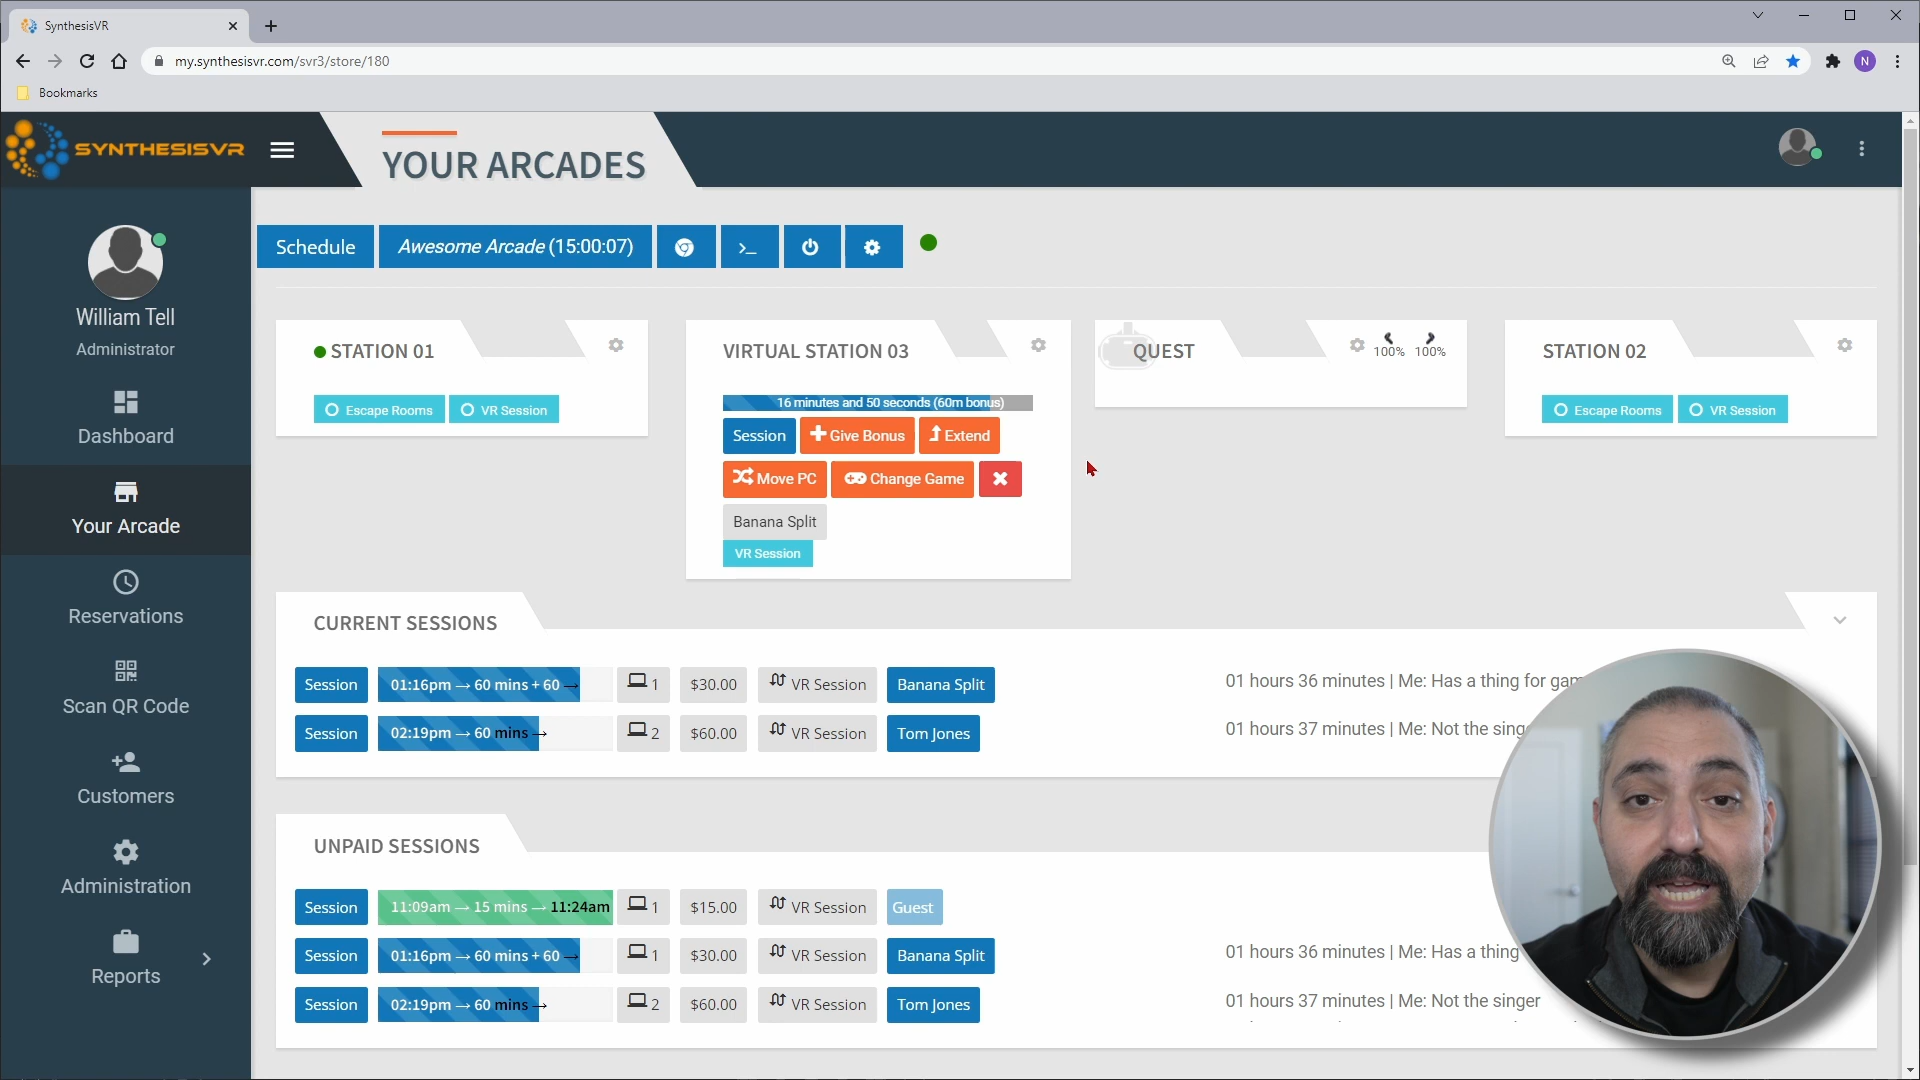 SynthesisVR
my.synthesisvr.com/svr3/store/180
N
Bookmarks
SYNTHESISVR
YOUR ARCADES
William Tell
Administrator
Dashboard
Your Arcade
Reservations
Scan QR Code
Customers
Administration
Reports
Schedule
Awesome Arcade (15:00:07)
STATION 01
Escape Rooms
VR Session
VIRTUAL STATION 03
16 minutes and 50 seconds (60m bonus)
Session
Give Bonus
Extend
Move PC
Change Game
Banana Split
VR Session
QUEST
100% 100%
STATION 02
Escape Rooms
VR Session
CURRENT SESSIONS
Session 01:16pm → 60 mins + 60 → 1 $30.00 VR Session Banana Split 01 hours 36 minutes | Me: Has a thing for
Session 02:19pm → 60 mins → 2 $60.00 VR Session Tom Jones 01 hours 37 minutes | Me: Not the
UNPAID SESSIONS
Session 11:09am → 15 mins → 11:24am 1 $15.00 VR Session Guest
Session 01:16pm → 60 mins + 60 → 1 $30.00 VR Session Banana Split 01 hours 36 minutes | Me: Has a thing
Session 02:19pm → 60 mins → 2 $60.00 VR Session Tom Jones 01 hours 37 minutes | Me: Not the singer